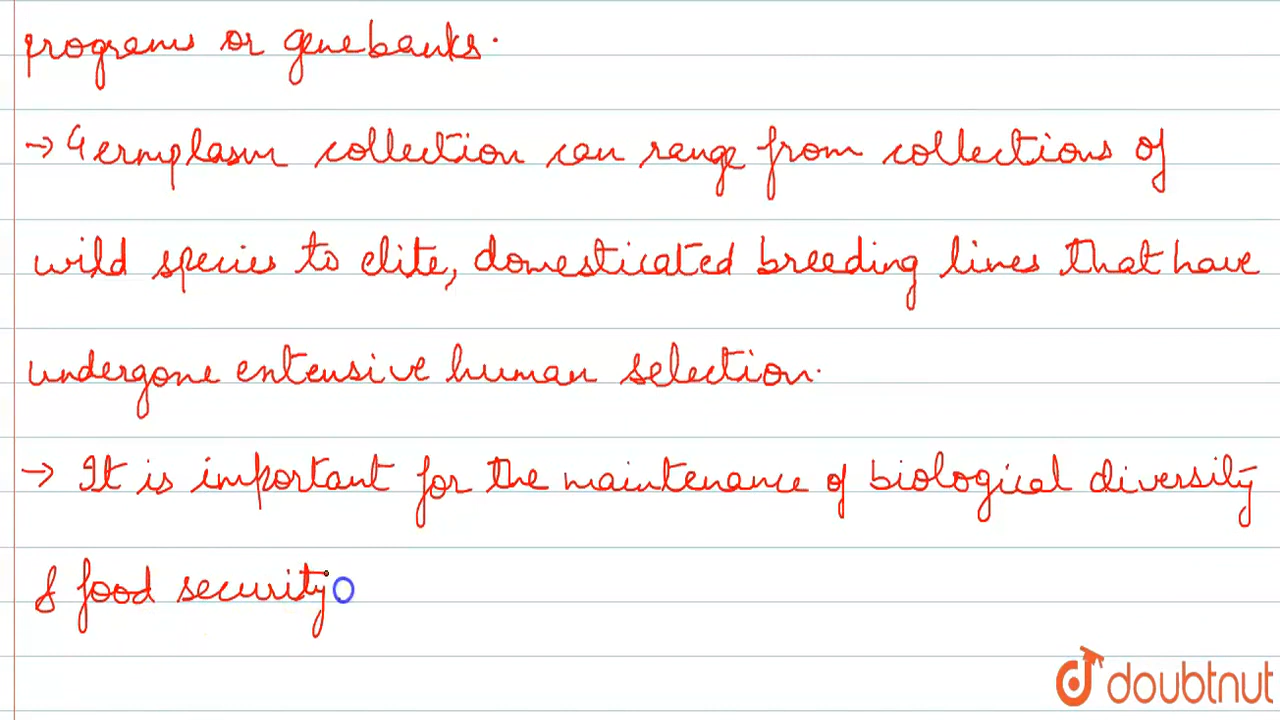 programs or genebanks.
→ Germplasm collection can range from collections of
wild species to elite, domesticated breeding lines that have
undergone entensive human selection.
→ It is important for the maintenance of biological diversity
& food security
doubtnut